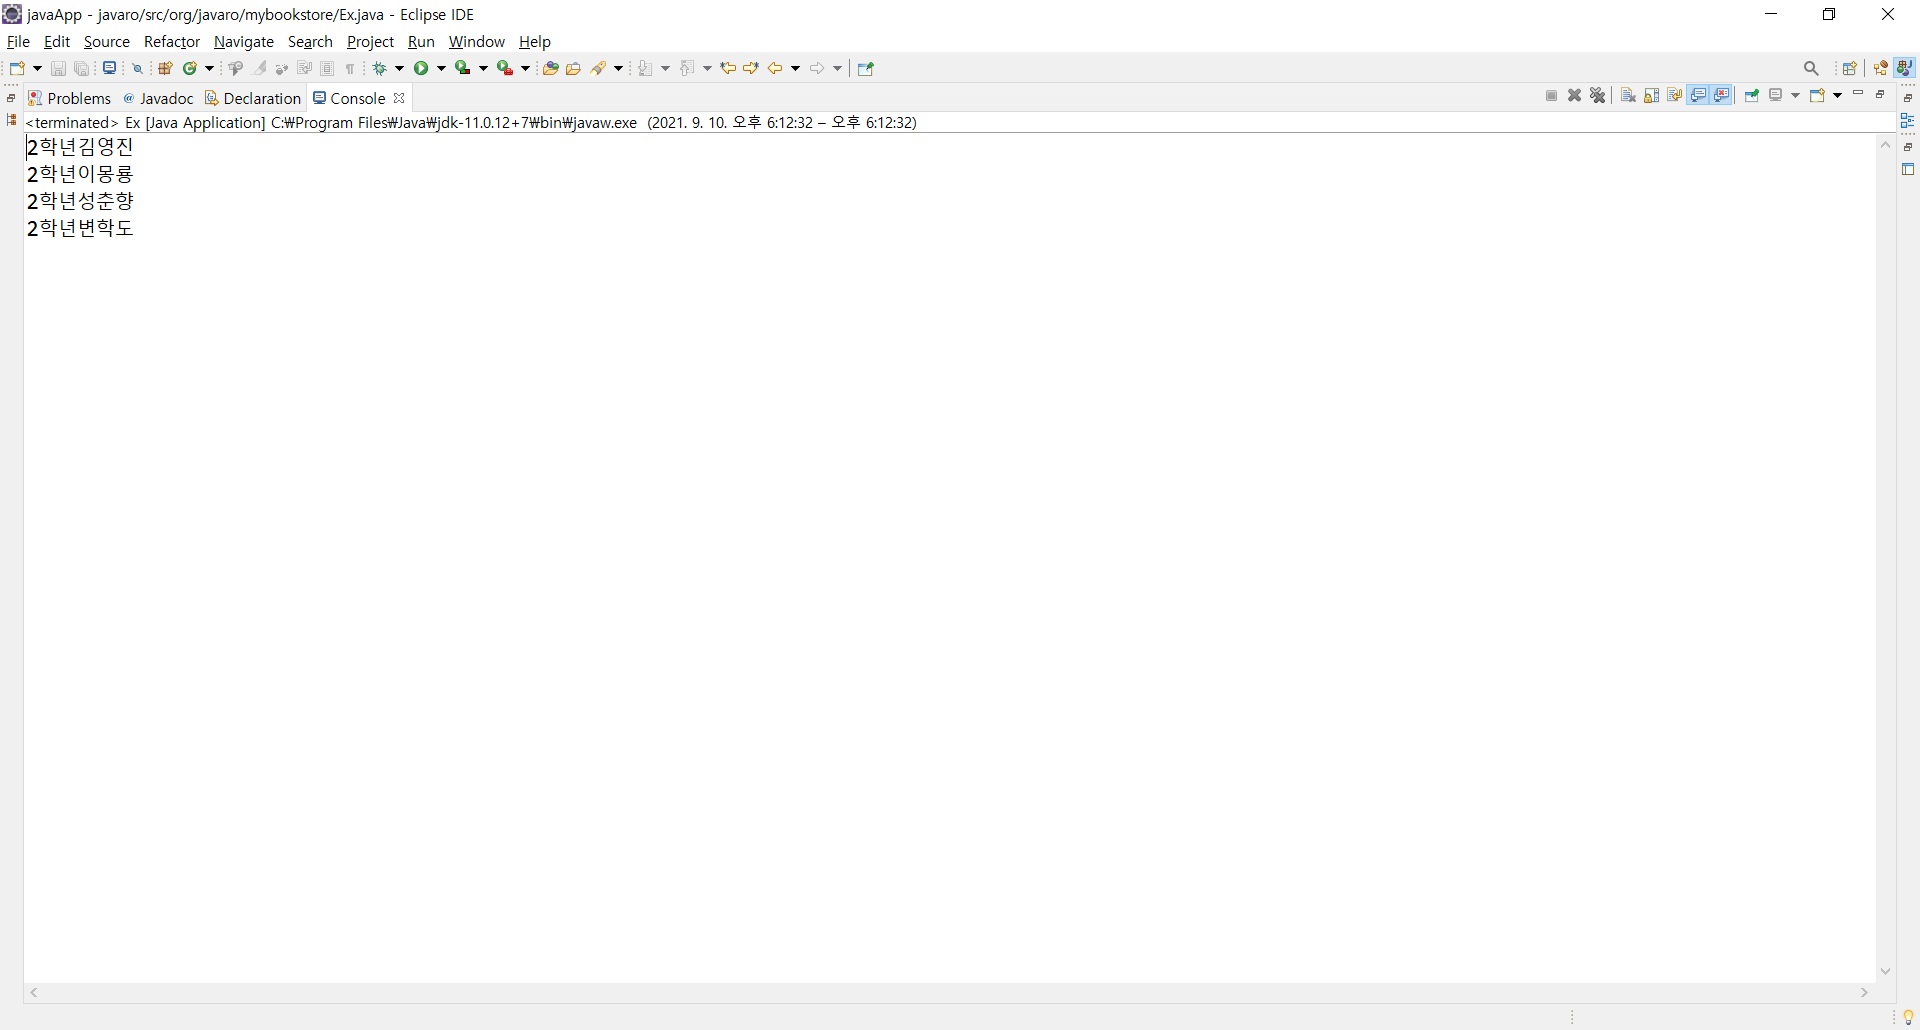 javaApp - javaro/src/org/javaro/mybookstore/Ex.java - Eclipse IDE
File Edit Source Refactor Navigate Search Project Run Window Help
Problems @ Javadoc Declaration Console
<terminated> Ex [Java Application] C:₩Program Files₩Java₩jdk-11.0.12+7₩bin₩javaw.exe (2021. 9. 10. 오후 6:12:32 – 오후 6:12:32)
2학년김영진
2학년이몽룡
2학년성춘향
2학년변학도